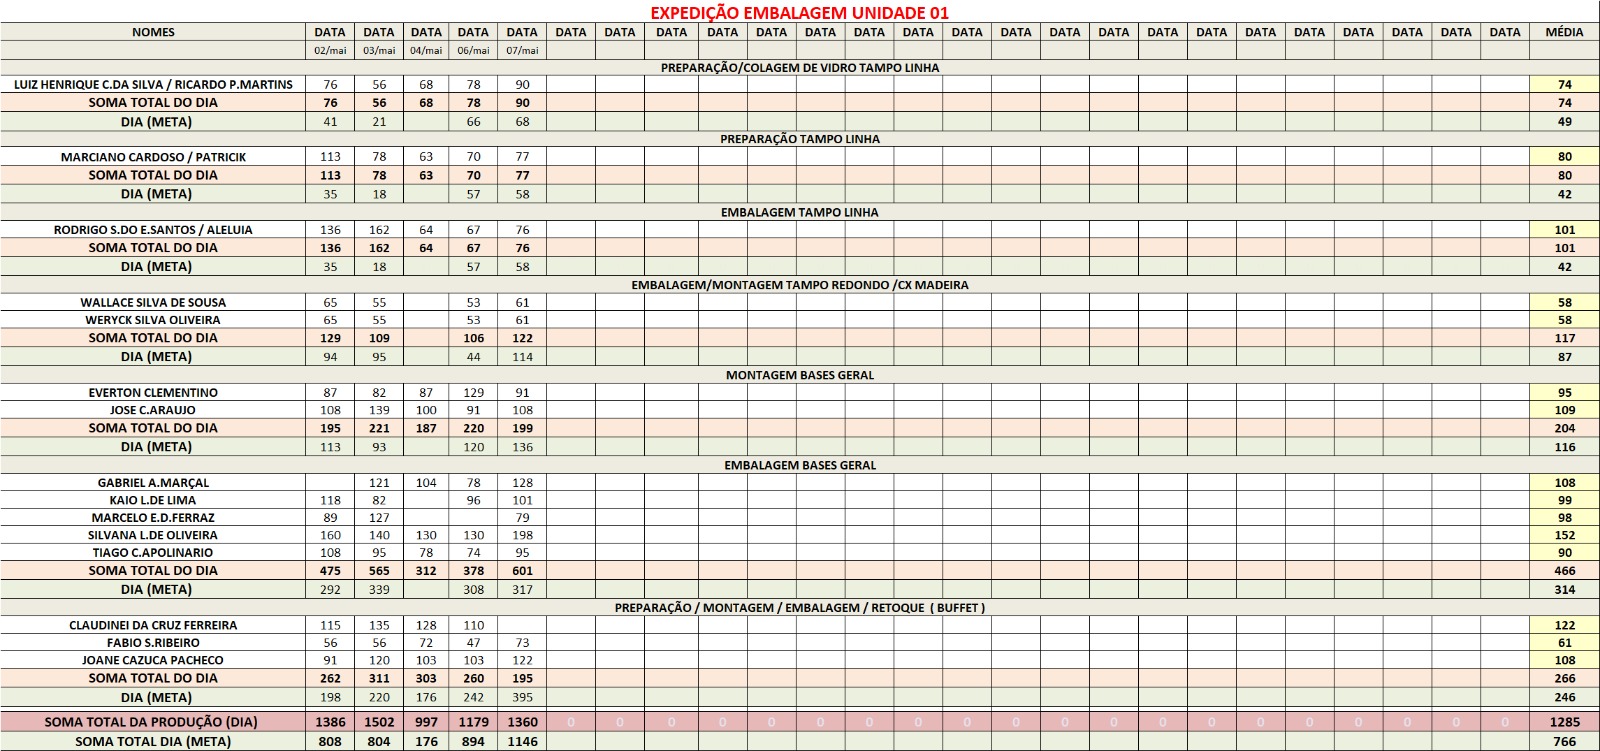 EXPEDIÇÃO EMBALAGEM UNIDADE 01
NOMES DATA DATA DATA DATA DATA DATA DATA DATA DATA DATA DATA DATA DATA DATA DATA DATA DATA DATA DATA DATA DATA DATA DATA DATA DATA MÉDIA
02/mai 03/mai 04/mai 06/mai 07/mai
PREPARAÇÃO/COLAGEM DE VIDRO TAMPO LINHA
LUIZ HENRIQUE C.DA SILVA / RICARDO P.MARTINS 76 56 68 78 90 74
SOMA TOTAL DO DIA 76 56 68 78 90 74
DIA (META) 41 21 66 68 49
PREPARAÇÃO TAMPO LINHA
MARCIANO CARDOSO / PATRICIK 113 78 63 70 77 80
SOMA TOTAL DO DIA 113 78 63 70 77 80
DIA (META) 35 18 57 58 42
EMBALAGEM TAMPO LINHA
RODRIGO S.DO E.SANTOS / ALELUIA 136 162 64 67 76 101
SOMA TOTAL DO DIA 136 162 64 67 76 101
DIA (META) 35 18 57 58 42
EMBALAGEM/MONTAGEM TAMPO REDONDO /CX MADEIRA
WALLACE SILVA DE SOUSA 65 55 53 61 58
WERYCK SILVA OLIVEIRA 65 55 53 61 58
SOMA TOTAL DO DIA 129 109 106 122 117
DIA (META) 94 95 44 114 87
MONTAGEM BASES GERAL
EVERTON CLEMENTINO 87 82 87 129 91 95
JOSE C.ARAUJO 108 139 100 91 108 109
SOMA TOTAL DO DIA 195 221 187 220 199 204
DIA (META) 113 93 120 136 116
EMBALAGEM BASES GERAL
GABRIEL A.MARÇAL 121 104 78 128 108
KAIO L.DE LIMA 118 82 96 101 99
MARCELO E.D.FERRAZ 89 127 79 98
SILVANA L.DE OLIVEIRA 160 140 130 130 198 152
TIAGO C.APOLINARIO 108 95 78 74 95 90
SOMA TOTAL DO DIA 475 565 312 378 601 466
DIA (META) 292 339 308 317 314
PREPARAÇÃO / MONTAGEM / EMBALAGEM / RETOQUE ( BUFFET )
CLAUDINEI DA CRUZ FERREIRA 115 135 128 110 122
FABIO S.RIBEIRO 56 56 72 47 73 61
JOANE CAZUCA PACHECO 91 120 103 103 122 108
SOMA TOTAL DO DIA 262 311 303 260 195 266
DIA (META) 198 220 176 242 395 246
SOMA TOTAL DA PRODUÇÃO (DIA) 1386 1502 997 1179 1360 0 0 0 0 0 0 0 0 0 0 0 0 0 0 0 0 0 0 0 0 1285
SOMA TOTAL DIA (META) 808 804 176 894 1146 766